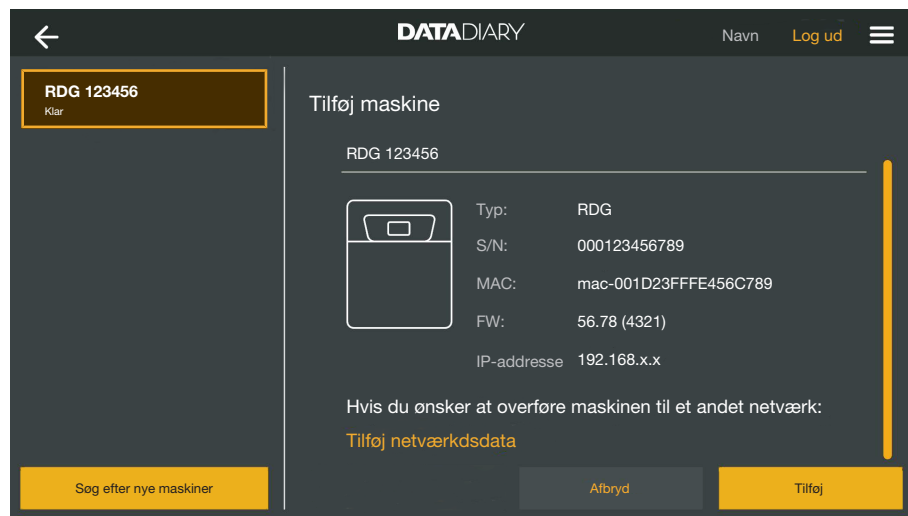 DATADIARY
Navn
Log ud
RDG 123456
Klar
Tilføj maskine
RDG 123456
Typ: RDG
S/N: 000123456789
MAC: mac-001D23FFFE456C789
FW: 56.78 (4321)
IP-addresse 192.168.x.x
Hvis du ønsker at overføre maskinen til et andet netværk:
Tilføj netværkdsdata
Søg efter nye maskiner
Afbryd
Tilføj